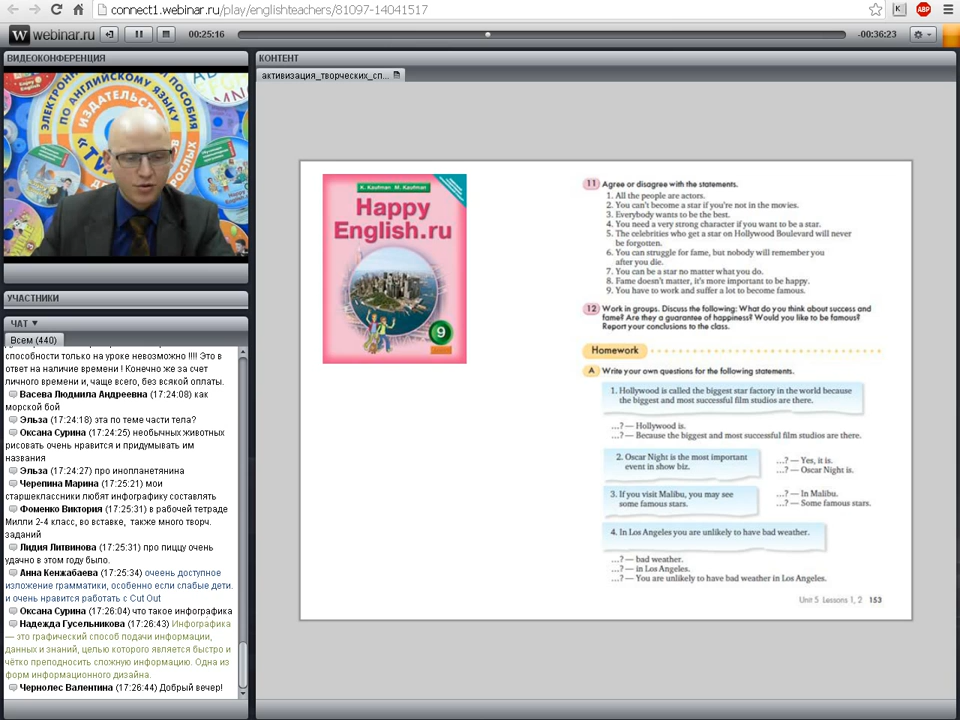 connect1.webinar.ru/play/englishteachers/81097-14041517
webinar.ru
00:25:16
-00:36:23
ВИДЕОКОНФЕРЕНЦИЯ
ЭЛЕКТРОННЫЕ
ПОСОБИЯ
ПО АНГЛИЙСКОМУ ЯЗЫКУ
ИЗДАТЕЛЬСТВО
УЧАСТНИКИ
ЧАТ
Всем (440)
способности только на уроке невозможно !!!! Это в
ответ на наличие времени ! Конечно же за счет
личного времени и, чаще всего, без всякой оплаты.
Васева Людмила Андреевна (17:24:08) как
морской бой
Эльза (17:24:18) эта по теме части тела?
Оксана Сурина (17:24:25) необычных животных
рисовать очень нравится и придумывать им
названия
Эльза (17:24:27) про инопланетянина
Черепина Марина (17:25:21) мои
старшеклассники любят инфографику составлять
Фоменко Виктория (17:25:31) в рабочей тетраде
Милли 2-4 класс, во вставке, также много творч.
заданий
Лидия Литвинова (17:25:31) про пиццу очень
удачно в этом году было.
Анна Кенжабаева (17:25:34) очеень доступное
изложение грамматики, особенно если слабые дети.
и очень нравится работать с Cut Out
Оксана Сурина (17:26:04) что такое инфографика
Надежда Гусельникова (17:26:43) Инфографика
— это графический способ подачи информации,
данных и знаний, целью которого является быстро и
чётко преподносить сложную информацию. Одна из
форм информационного дизайна.
Чернолес Валентина (17:26:44) Добрый вечер!
КОНТЕНТ
активизация_творческих_сп...
K. Kaufman M. Kaufman
Happy
English.ru
9
11 Agree or disagree with the statements.
1. All the people are actors.
2. You can't become a star if you're not in the movies.
3. Everybody wants to be the best.
4. You need a very strong character if you want to be a star.
5. The celebrities who get a star on Hollywood Boulevard will never
be forgotten.
6. You can struggle for fame, but nobody will remember you
after you die.
7. You can be a star no matter what you do.
8. Fame doesn't matter, it's more important to be happy.
9. You have to work and suffer a lot to become famous.
12 Work in groups. Discuss the following: What do you think about success and
fame? Are they a guarantee of happiness? Would you like to be famous?
Report your conclusions to the class.
Homework
A Write your own questions for the following statements.
1. Hollywood is called the biggest star factory in the world because
the biggest and most successful film studios are there.
...? — Hollywood is.
...? — Because the biggest and most successful film studios are there.
2. Oscar Night is the most important
event in show biz.
...? — Yes, it is.
...? — Oscar Night is.
3. If you visit Malibu, you may see
some famous stars.
...? — In Malibu.
...? — Some famous stars.
4. In Los Angeles you are unlikely to have bad weather.
...? — bad weather.
...? — in Los Angeles.
...? — You are unlikely to have bad weather in Los Angeles.
Unit 5 Lessons 1, 2 153